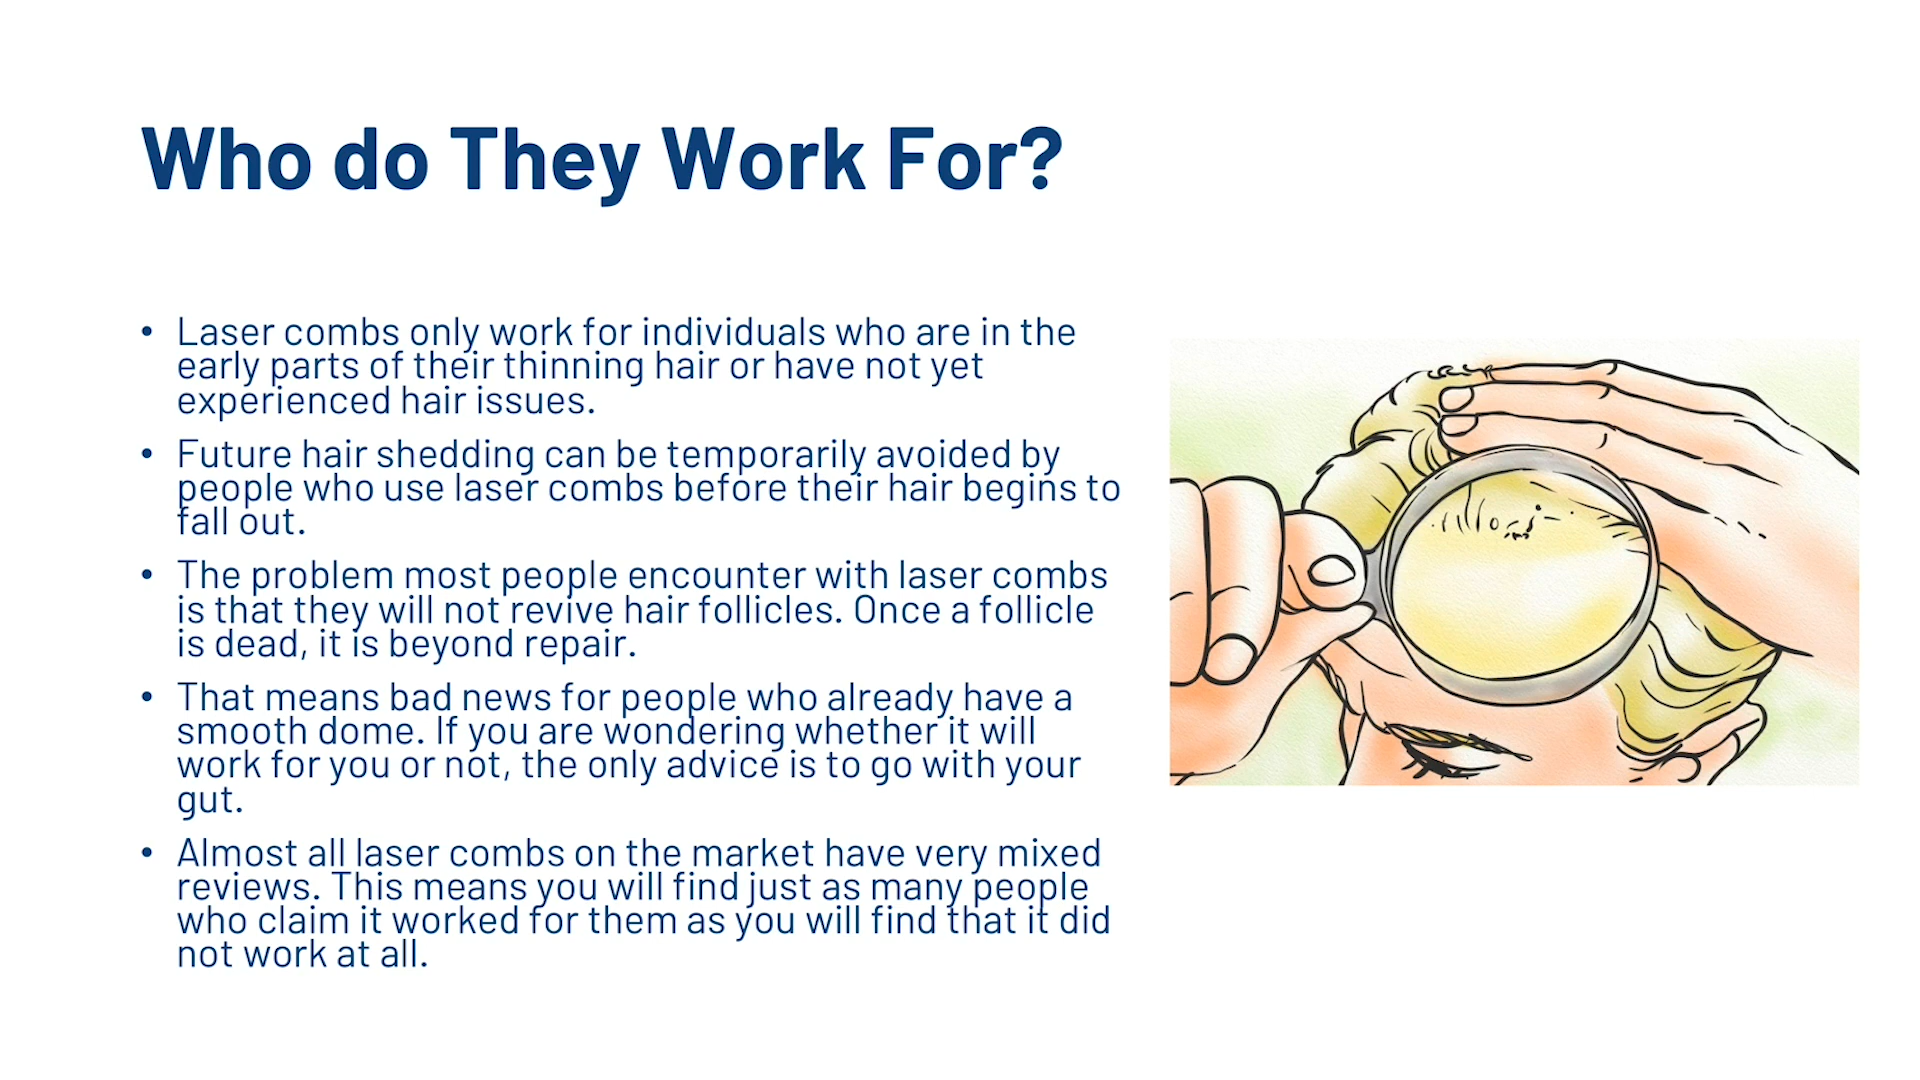 Who do They Work For?
• Laser combs only work for individuals who are in the
early parts of their thinning hair or have not yet
experienced hair issues.
• Future hair shedding can be temporarily avoided by
people who use laser combs before their hair begins to
fall out.
• The problem most people encounter with laser combs
is that they will not revive hair follicles. Once a follicle
is dead, it is beyond repair.
• That means bad news for people who already have a
smooth dome. If you are wondering whether it will
work for you or not, the only advice is to go with your
gut.
• Almost all laser combs on the market have very mixed
reviews. This means you will find just as many people
who claim it worked for them as you will find that it did
not work at all.